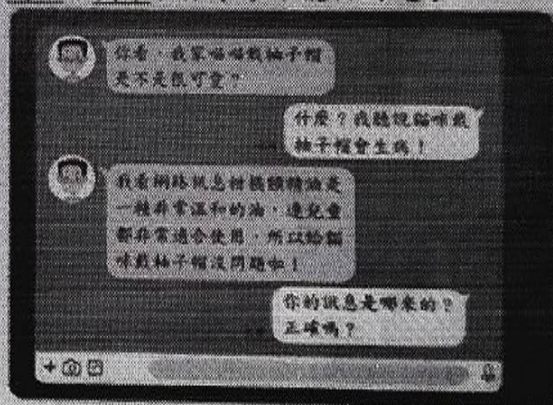 你看,我家喵喵戴柚子帽
是不是很可愛?
什麼?我聽說貓咪戴
柚子帽會生病!
我看網路訊息柑橘類精油是
一種非常溫和的油,連兒童
都非常適合使用,所以給貓
咪戴柚子帽沒問題啦!
你的訊息是哪來的?
正確嗎?